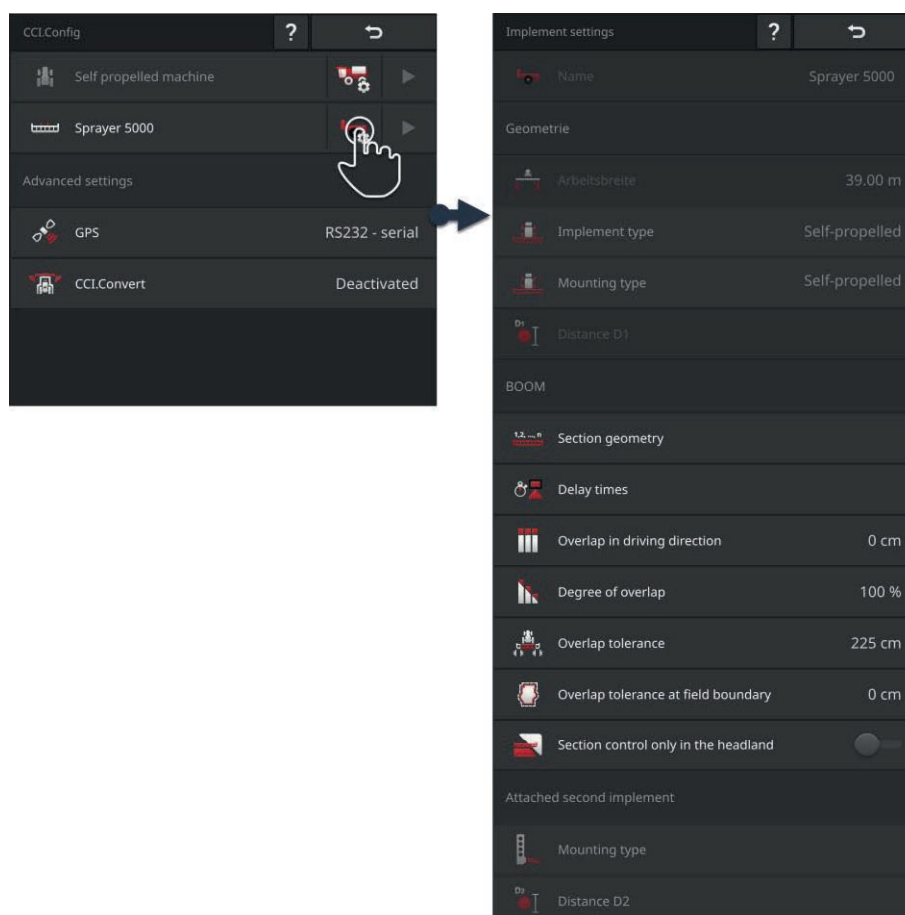 CCI.Config
?
Self propelled machine
Sprayer 5000
Advanced settings
GPS RS232 - serial
CCI.Convert Deactivated
Implement settings
?
Name Sprayer 5000
Geometrie
Arbeitsbreite 39.00 m
Implement type Self-propelled
Mounting type Self-propelled
D1
Distance D1
BOOM
1,2, ..., n
Section geometry
Delay times
Overlap in driving direction 0 cm
Degree of overlap 100 %
Overlap tolerance 225 cm
Overlap tolerance at field boundary 0 cm
Section control only in the headland
Attached second implement
Mounting type
D2
Distance D2